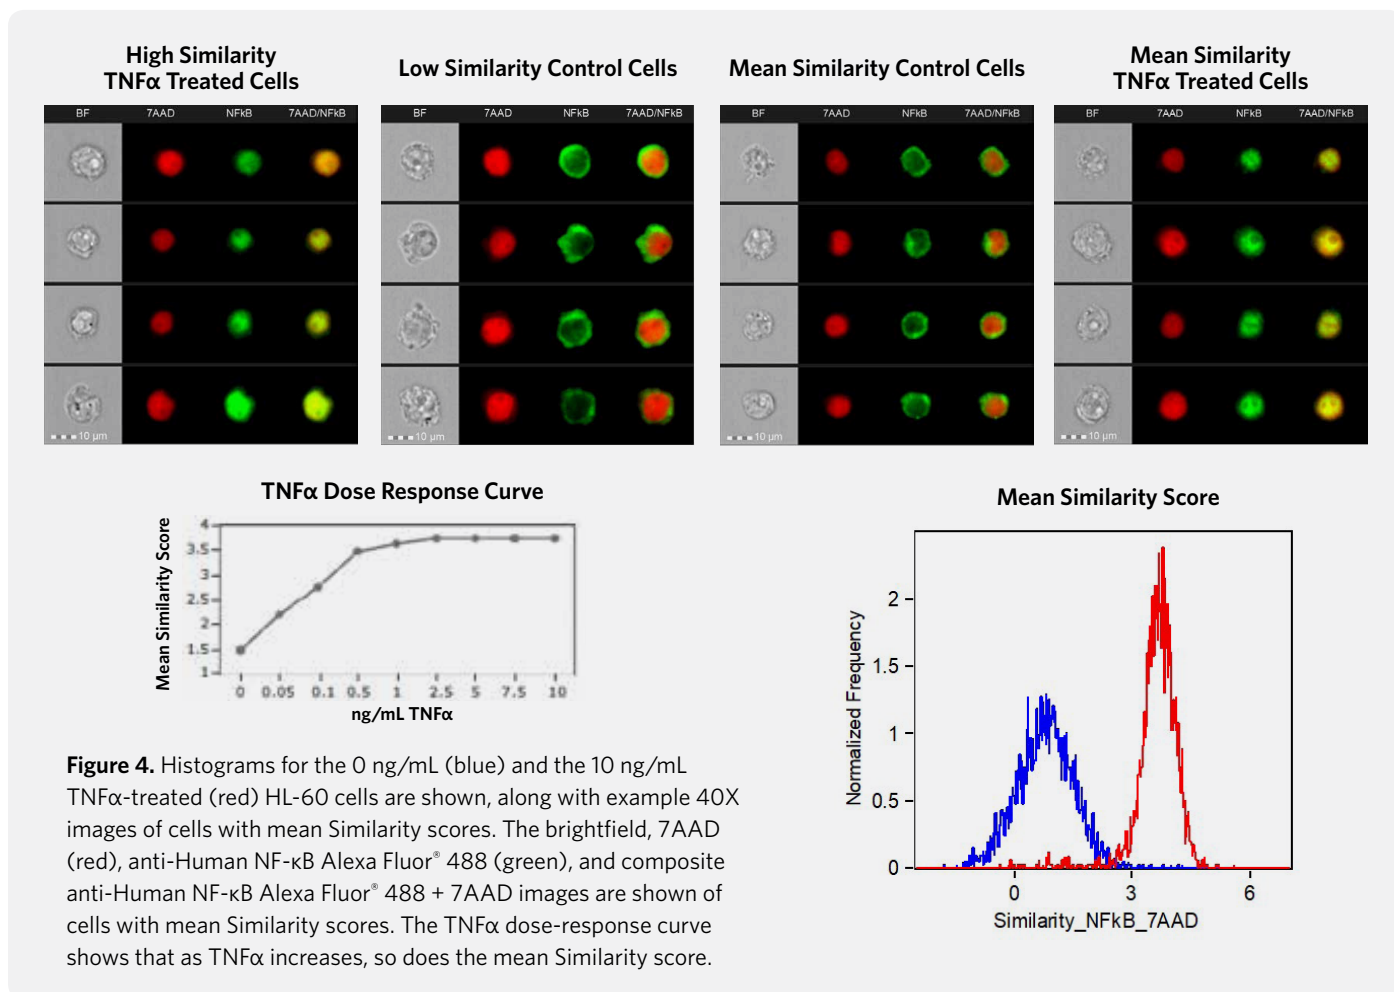 High Similarity
TNFα Treated Cells
Low Similarity Control Cells
Mean Similarity Control Cells
Mean Similarity
TNFα Treated Cells
BF 7AAD NFkB 7AAD/NFkB
BF 7AAD NFkB 7AAD/NFkB
BF 7AAD NFkB 7AAD/NFkB
BF 7AAD NFkB 7AAD/NFkB
10 µm
10 µm
10 µm
10 µm
TNFα Dose Response Curve
Mean Similarity Score
4
3.5
3
2.5
2
1.5
1
0 0.05 0.1 0.5 1 2.5 5 7.5 10
ng/mL TNFα
Mean Similarity Score
Normalized Frequency
2
1.5
1
0.5
0
0 3 6
Similarity_NFkB_7AAD
Figure 4. Histograms for the 0 ng/mL (blue) and the 10 ng/mL
TNFα-treated (red) HL-60 cells are shown, along with example 40X
images of cells with mean Similarity scores. The brightfield, 7AAD
(red), anti-Human NF-κB Alexa Fluor® 488 (green), and composite
anti-Human NF-κB Alexa Fluor® 488 + 7AAD images are shown of
cells with mean Similarity scores. The TNFα dose-response curve
shows that as TNFα increases, so does the mean Similarity score.